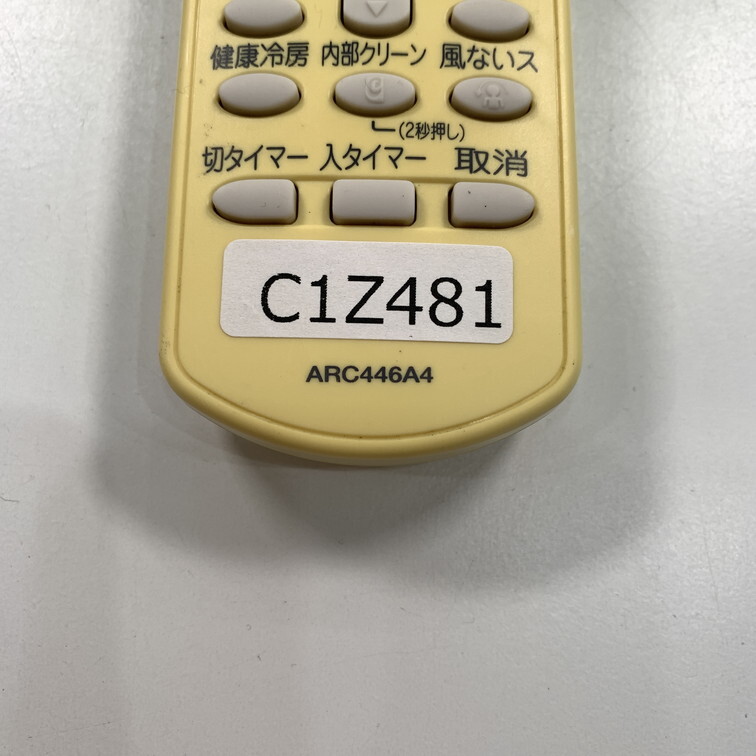 健康冷房 内部クリーン 風ないス
(2秒押し)
切タイマー 入タイマー 取消
C1Z481
ARC446A4